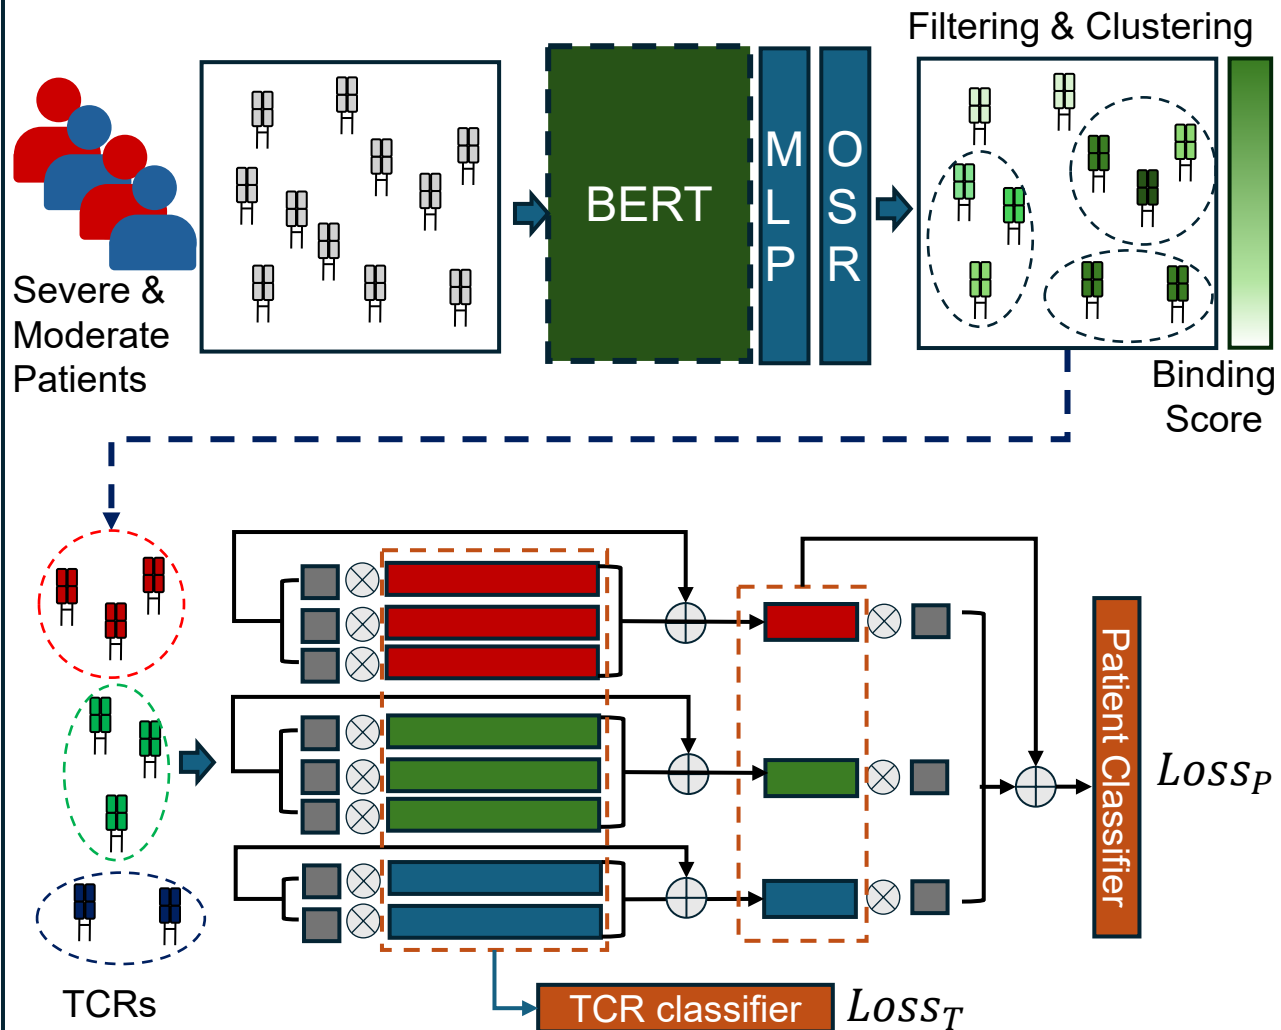 Filtering & Clustering
BERT
M
L
P
O
S
R
Severe &
Moderate
Patients
Binding
Score
Patient Classifier
Loss_P
TCRs
TCR classifier
Loss_T